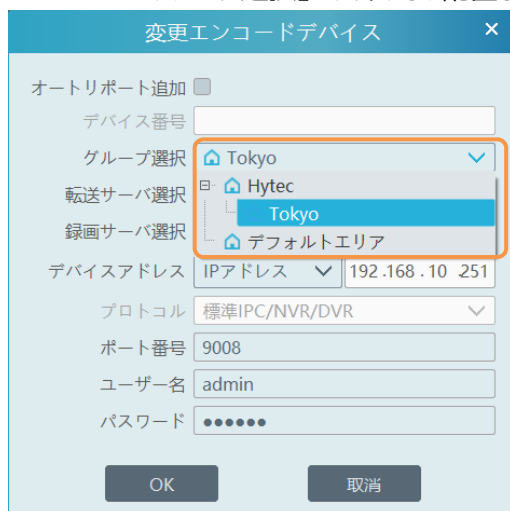 変更エンコードデバイス ×
オートリポート追加
デバイス番号
グループ選択 Tokyo
転送サーバ選択 Hytec
Tokyo
録画サーバ選択 デフォルトエリア
デバイスアドレス IPアドレス 192 .168 . 10 .251
プロトコル 標準IPC/NVR/DVR
ポート番号 9008
ユーザー名 admin
パスワード ●●●●●●
OK 取消